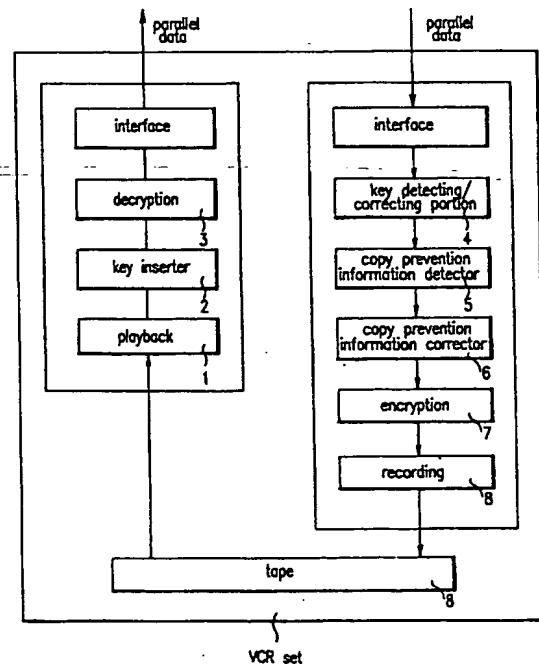 parallel
data
parallel
data
interface
decryption
3
key inserter
2
playback
1
interface
key detecting/
correcting portion
4
copy prevention
information detector
5
copy prevention
information corrector
6
encryption
7
recording
8
tape
8
VCR set